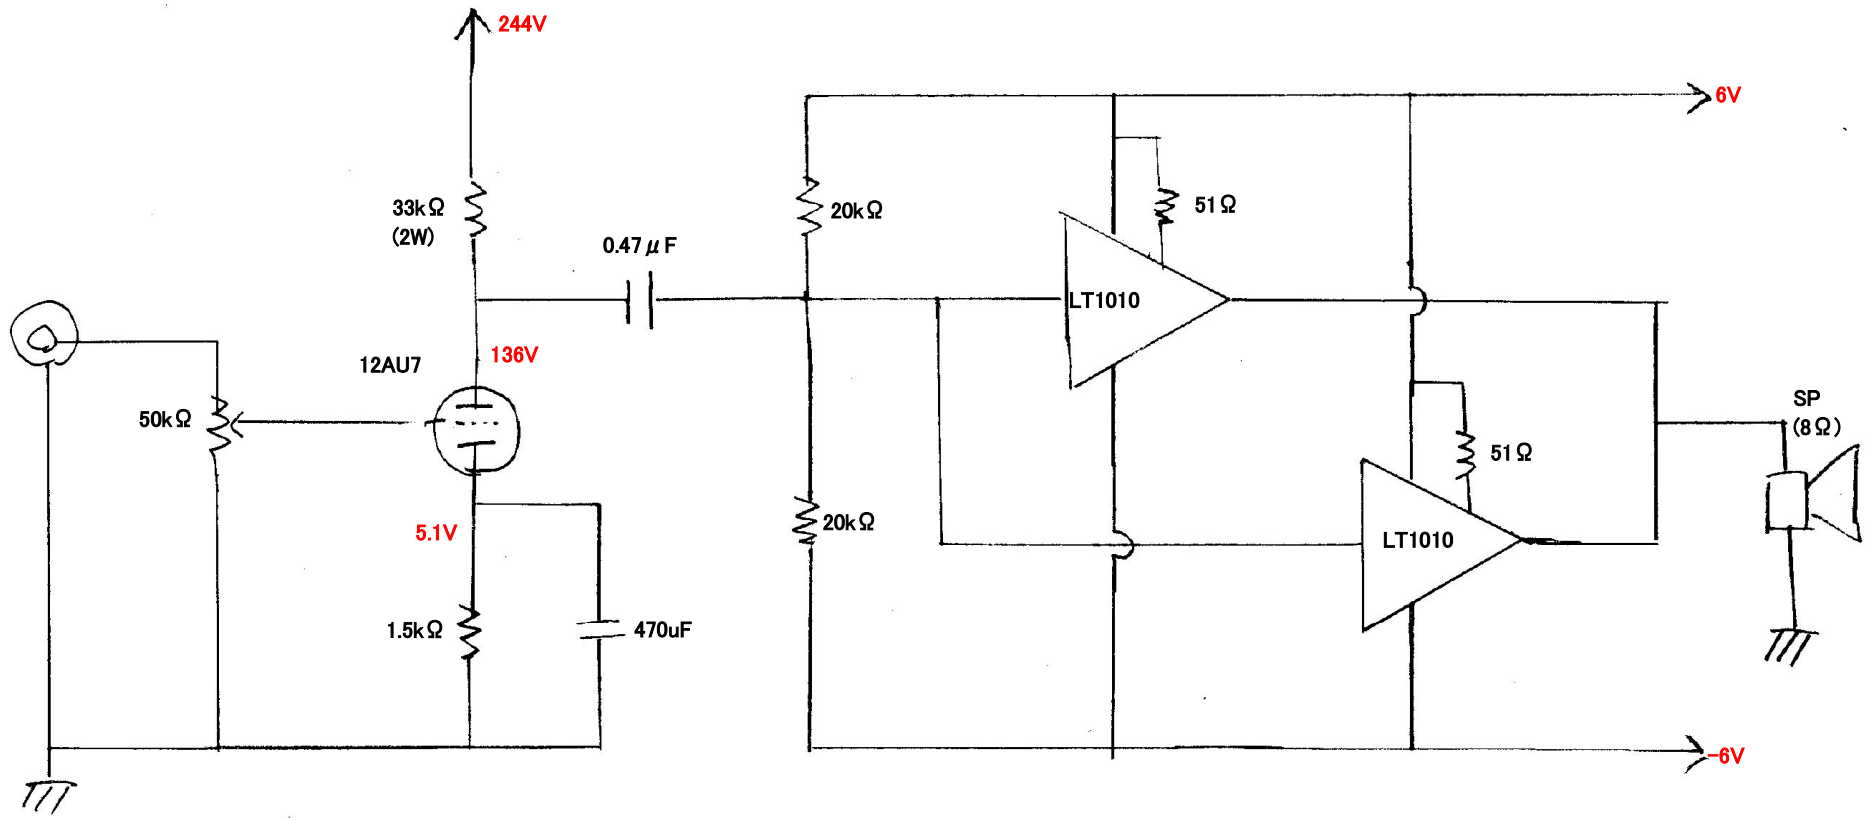 244V
6V
33kΩ
(2W)
20kΩ
51Ω
0.47μF
LT1010
136V
12AU7
50kΩ
SP
(8Ω)
51Ω
5.1V
20kΩ
LT1010
1.5kΩ
470uF
-6V